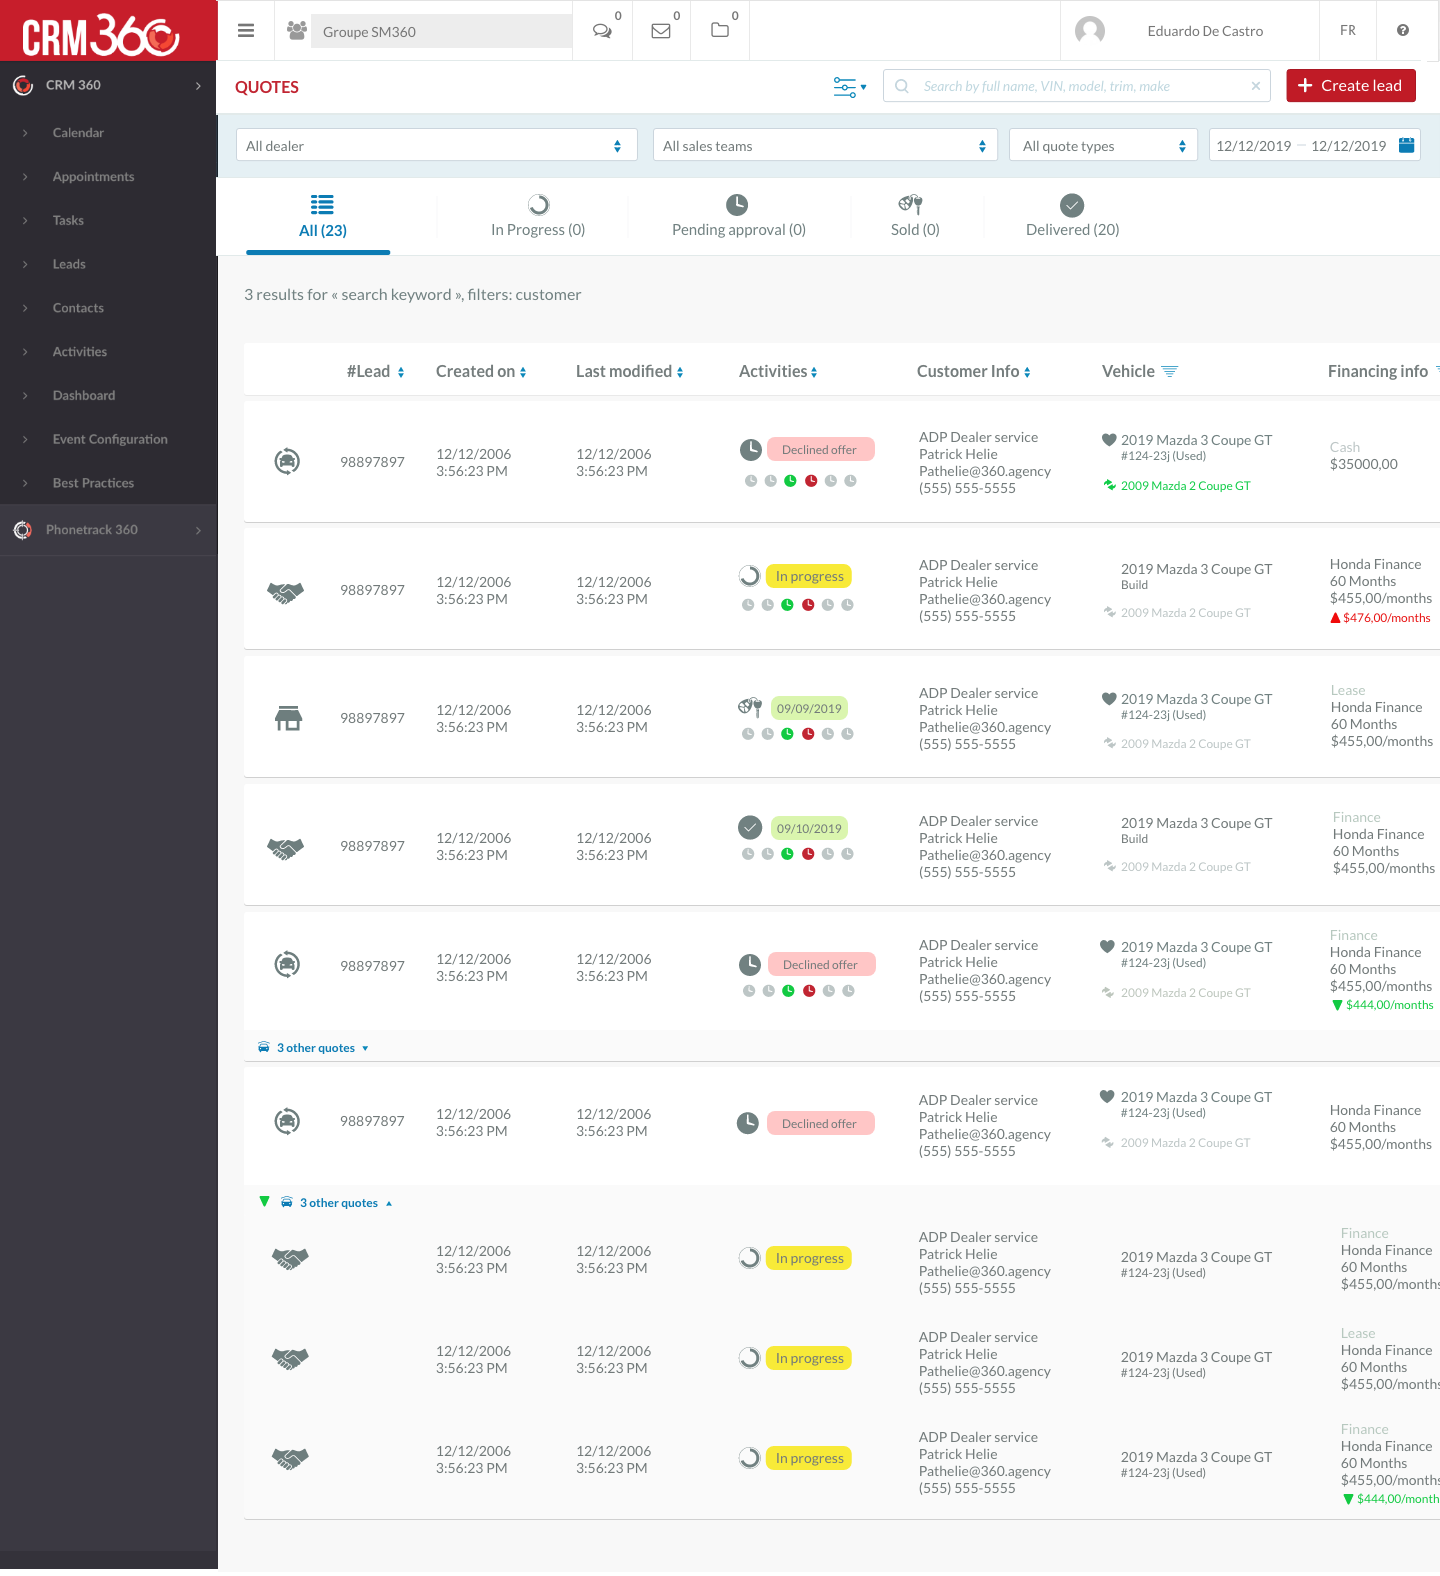 CRM360
Groupe SM360
0
0
0
Eduardo De Castro
FR
CRM 360
Calendar
Appointments
Tasks
Leads
Contacts
Activities
Dashboard
Event Configuration
Best Practices
Phonetrack 360
QUOTES
Search by full name, VIN, model, trim, make
Create lead
All dealer
All sales teams
All quote types
12/12/2019 – 12/12/2019
All (23)
In Progress (0)
Pending approval (0)
Sold (0)
Delivered (20)
3 results for « search keyword », filters: customer
#Lead
Created on
Last modified
Activities
Customer Info
Vehicle
Financing info
98897897
12/12/2006
3:56:23 PM
12/12/2006
3:56:23 PM
Declined offer
ADP Dealer service
Patrick Helie
Pathelie@360.agency
(555) 555-5555
2019 Mazda 3 Coupe GT
#124-23j (Used)
2009 Mazda 2 Coupe GT
Cash
$35000,00
98897897
12/12/2006
3:56:23 PM
12/12/2006
3:56:23 PM
In progress
ADP Dealer service
Patrick Helie
Pathelie@360.agency
(555) 555-5555
2019 Mazda 3 Coupe GT
Build
2009 Mazda 2 Coupe GT
Honda Finance
60 Months
$455,00/months
$476,00/months
98897897
12/12/2006
3:56:23 PM
12/12/2006
3:56:23 PM
09/09/2019
ADP Dealer service
Patrick Helie
Pathelie@360.agency
(555) 555-5555
2019 Mazda 3 Coupe GT
#124-23j (Used)
2009 Mazda 2 Coupe GT
Lease
Honda Finance
60 Months
$455,00/months
98897897
12/12/2006
3:56:23 PM
12/12/2006
3:56:23 PM
09/10/2019
ADP Dealer service
Patrick Helie
Pathelie@360.agency
(555) 555-5555
2019 Mazda 3 Coupe GT
Build
2009 Mazda 2 Coupe GT
Finance
Honda Finance
60 Months
$455,00/months
98897897
12/12/2006
3:56:23 PM
12/12/2006
3:56:23 PM
Declined offer
ADP Dealer service
Patrick Helie
Pathelie@360.agency
(555) 555-5555
2019 Mazda 3 Coupe GT
#124-23j (Used)
2009 Mazda 2 Coupe GT
Finance
Honda Finance
60 Months
$455,00/months
$444,00/months
3 other quotes
98897897
12/12/2006
3:56:23 PM
12/12/2006
3:56:23 PM
Declined offer
ADP Dealer service
Patrick Helie
Pathelie@360.agency
(555) 555-5555
2019 Mazda 3 Coupe GT
#124-23j (Used)
2009 Mazda 2 Coupe GT
Honda Finance
60 Months
$455,00/months
3 other quotes
12/12/2006
3:56:23 PM
12/12/2006
3:56:23 PM
In progress
ADP Dealer service
Patrick Helie
Pathelie@360.agency
(555) 555-5555
2019 Mazda 3 Coupe GT
#124-23j (Used)
Finance
Honda Finance
60 Months
$455,00/months
12/12/2006
3:56:23 PM
12/12/2006
3:56:23 PM
In progress
ADP Dealer service
Patrick Helie
Pathelie@360.agency
(555) 555-5555
2019 Mazda 3 Coupe GT
#124-23j (Used)
Lease
Honda Finance
60 Months
$455,00/months
12/12/2006
3:56:23 PM
12/12/2006
3:56:23 PM
In progress
ADP Dealer service
Patrick Helie
Pathelie@360.agency
(555) 555-5555
2019 Mazda 3 Coupe GT
#124-23j (Used)
Finance
Honda Finance
60 Months
$455,00/months
$444,00/month